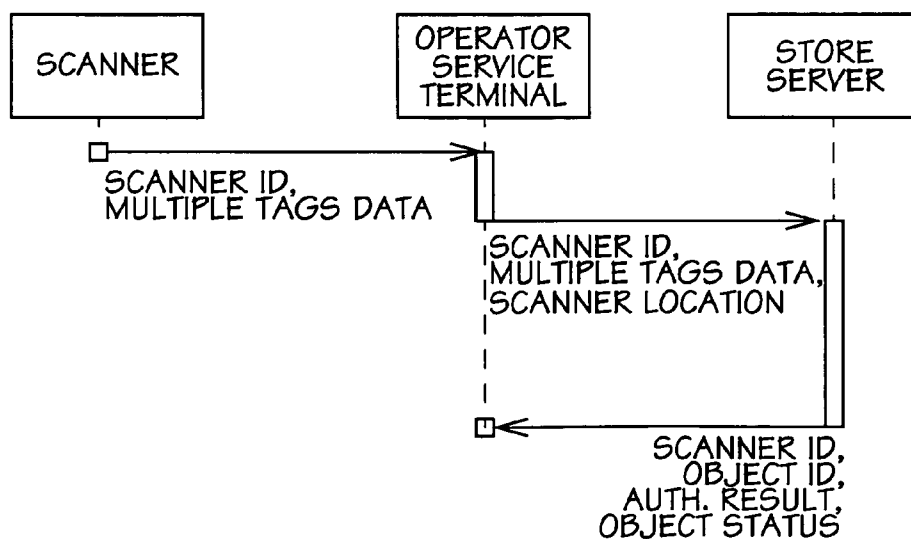 SCANNER
OPERATOR
SERVICE
TERMINAL
STORE
SERVER
SCANNER ID,
MULTIPLE TAGS DATA
SCANNER ID,
MULTIPLE TAGS DATA,
SCANNER LOCATION
SCANNER ID,
OBJECT ID,
AUTH. RESULT,
OBJECT STATUS